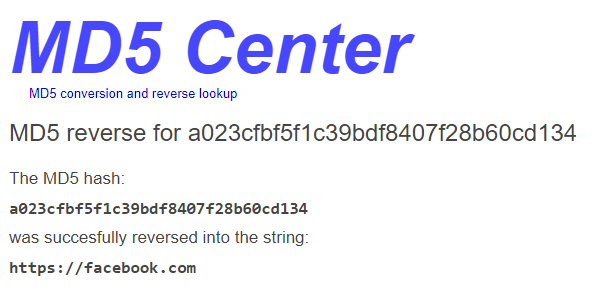 MD5 Center
MD5 conversion and reverse lookup
MD5 reverse for a023cfbf5f1c39bdf8407f28b60cd134
The MD5 hash:
a023cfbf5f1c39bdf8407f28b60cd134
was succesfully reversed into the string:
https://facebook.com